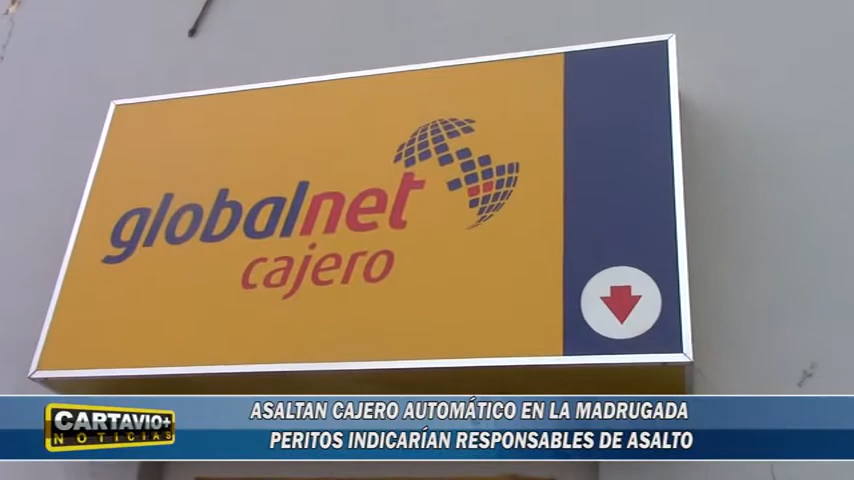 globalnet
cajero
CARTAVIO+
NOTICIAS
ASALTAN CAJERO AUTOMÁTICO EN LA MADRUGADA
PERITOS INDICARÍAN RESPONSABLES DE ASALTO